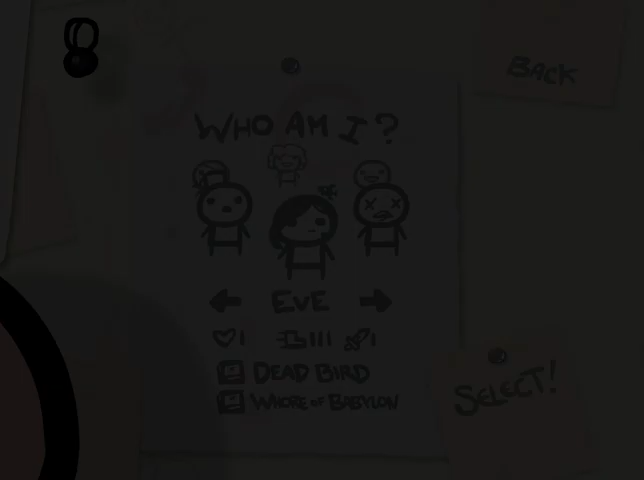 BACK
WHO AM I?
EVE
DEAD BIRD
WHORE OF BABYLON
SELECT!